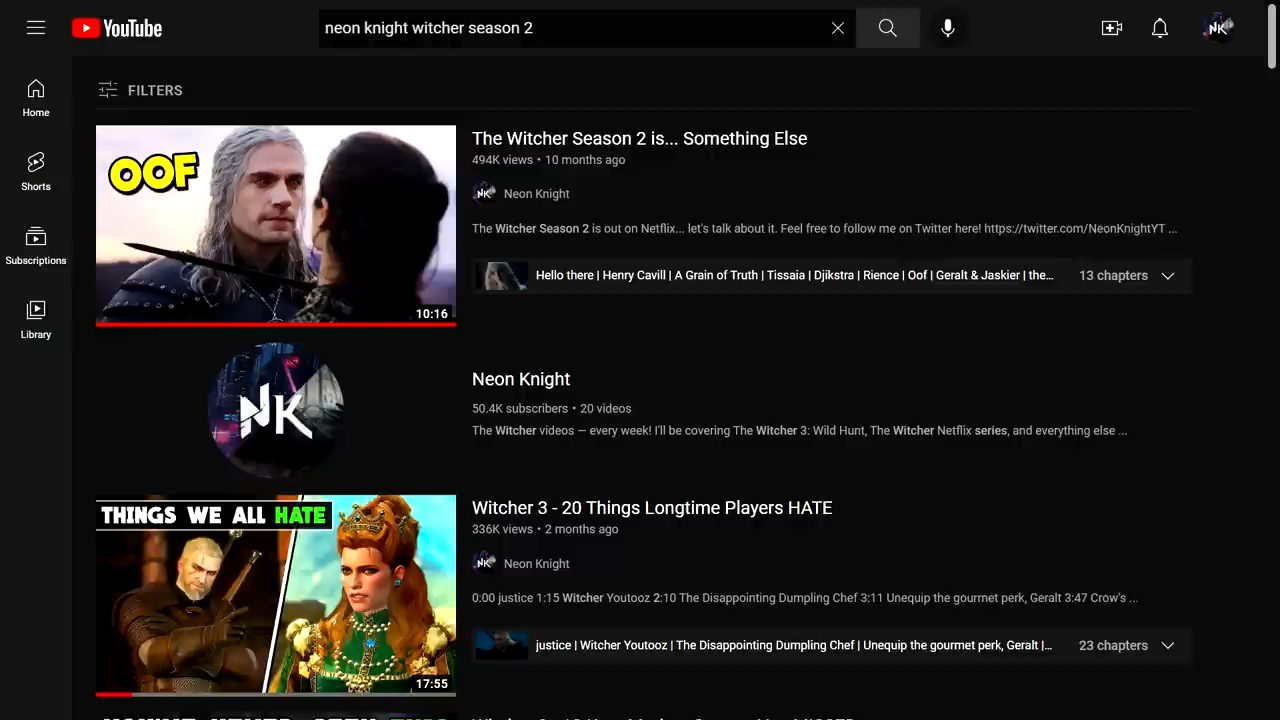 YouTube
neon knight witcher season 2
NK
Home
Shorts
Subscriptions
Library
FILTERS
OOF
10:16
The Witcher Season 2 is... Something Else
494K views • 10 months ago
NK Neon Knight
The Witcher Season 2 is out on Netflix... let's talk about it. Feel free to follow me on Twitter here! https://twitter.com/NeonKnightYT ...
Hello there | Henry Cavill | A Grain of Truth | Tissaia | Djikstra | Rience | Oof | Geralt & Jaskier | the... 13 chapters
NK
Neon Knight
50.4K subscribers • 20 videos
The Witcher videos — every week! I'll be covering The Witcher 3: Wild Hunt, The Witcher Netflix series, and everything else ...
THINGS WE ALL HATE
17:55
Witcher 3 - 20 Things Longtime Players HATE
336K views • 2 months ago
NK Neon Knight
0:00 justice 1:15 Witcher Youtooz 2:10 The Disappointing Dumpling Chef 3:11 Unequip the gourmet perk, Geralt 3:47 Crow's ...
justice | Witcher Youtooz | The Disappointing Dumpling Chef | Unequip the gourmet perk, Geralt |... 23 chapters